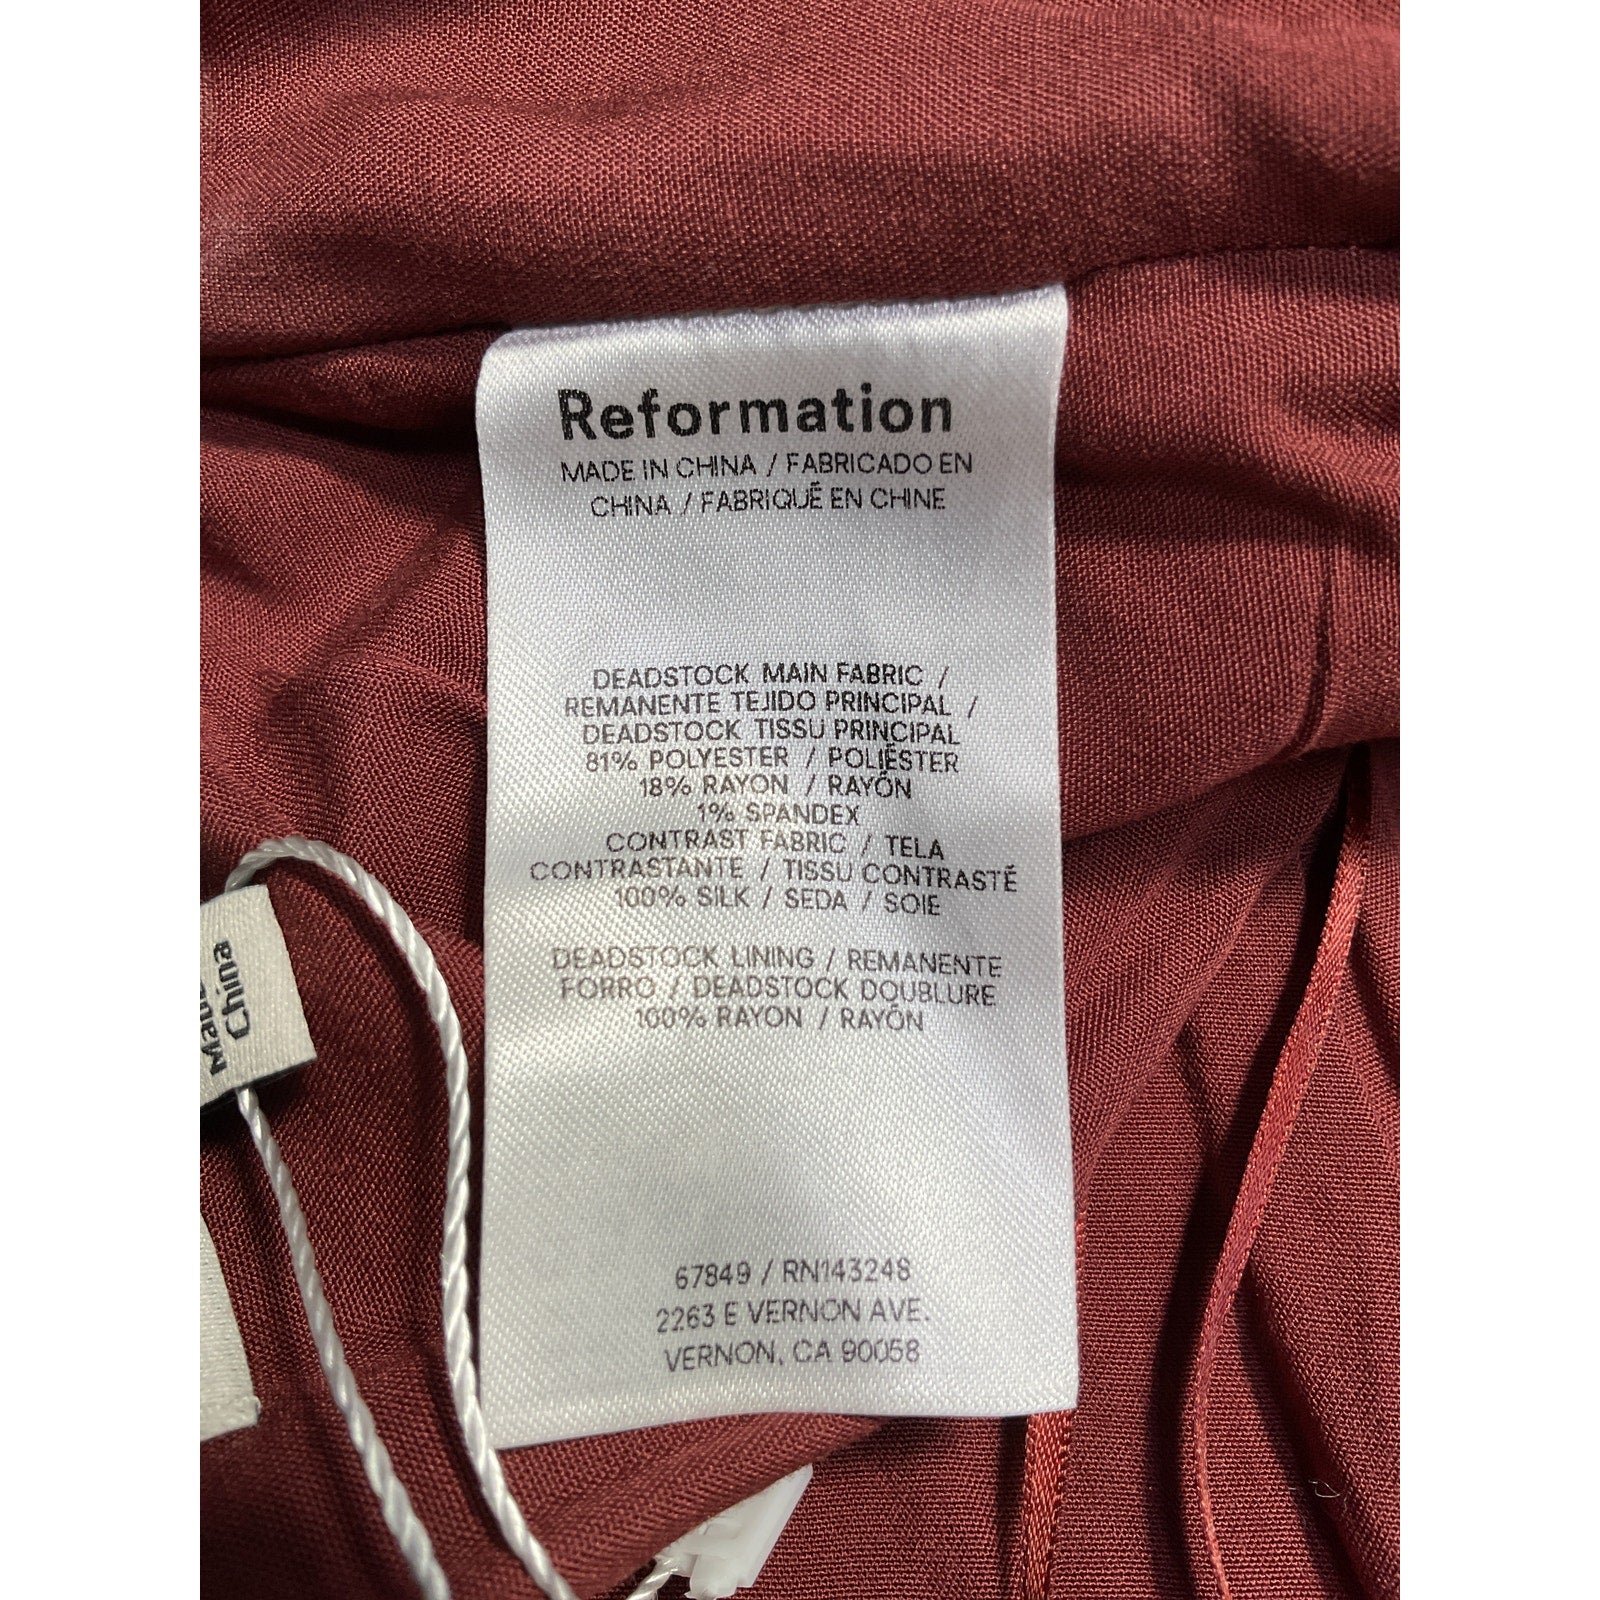 Reformation
MADE IN CHINA / FABRICADO EN
CHINA / FABRIQUÉ EN CHINE
DEADSTOCK MAIN FABRIC /
REMANENTE TEJIDO PRINCIPAL /
DEADSTOCK TISSU PRINCIPAL
81% POLYESTER / POLIÉSTER
18% RAYON / RAYÓN
1% SPANDEX
CONTRAST FABRIC / TELA
CONTRASTANTE / TISSU CONTRASTÉ
100% SILK / SEDA / SOIE
DEADSTOCK LINING / REMANENTE
FORRO / DEADSTOCK DOUBLURE
100% RAYON / RAYÓN
67849 / RN143248
2263 E VERNON AVE.
VERNON, CA 90058
China